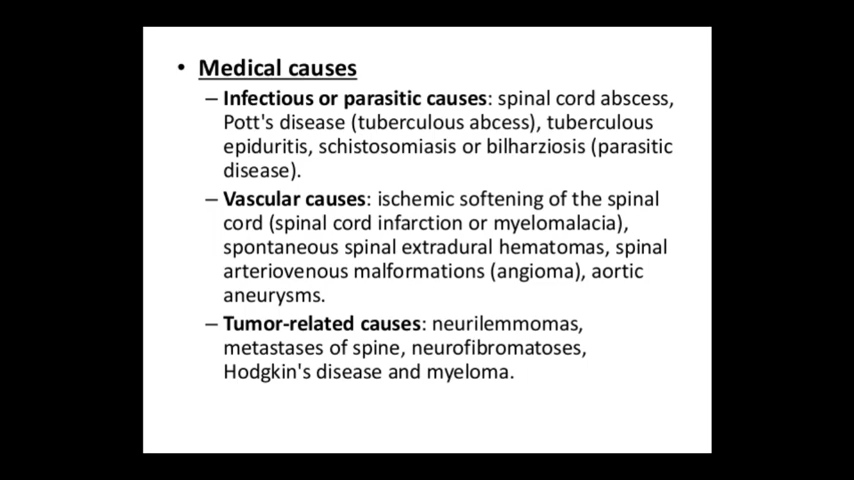 • Medical causes
– Infectious or parasitic causes: spinal cord abscess,
Pott's disease (tuberculous abcess), tuberculous
epiduritis, schistosomiasis or bilharziosis (parasitic
disease).
– Vascular causes: ischemic softening of the spinal
cord (spinal cord infarction or myelomalacia),
spontaneous spinal extradural hematomas, spinal
arteriovenous malformations (angioma), aortic
aneurysms.
– Tumor-related causes: neurilemmomas,
metastases of spine, neurofibromatoses,
Hodgkin's disease and myeloma.